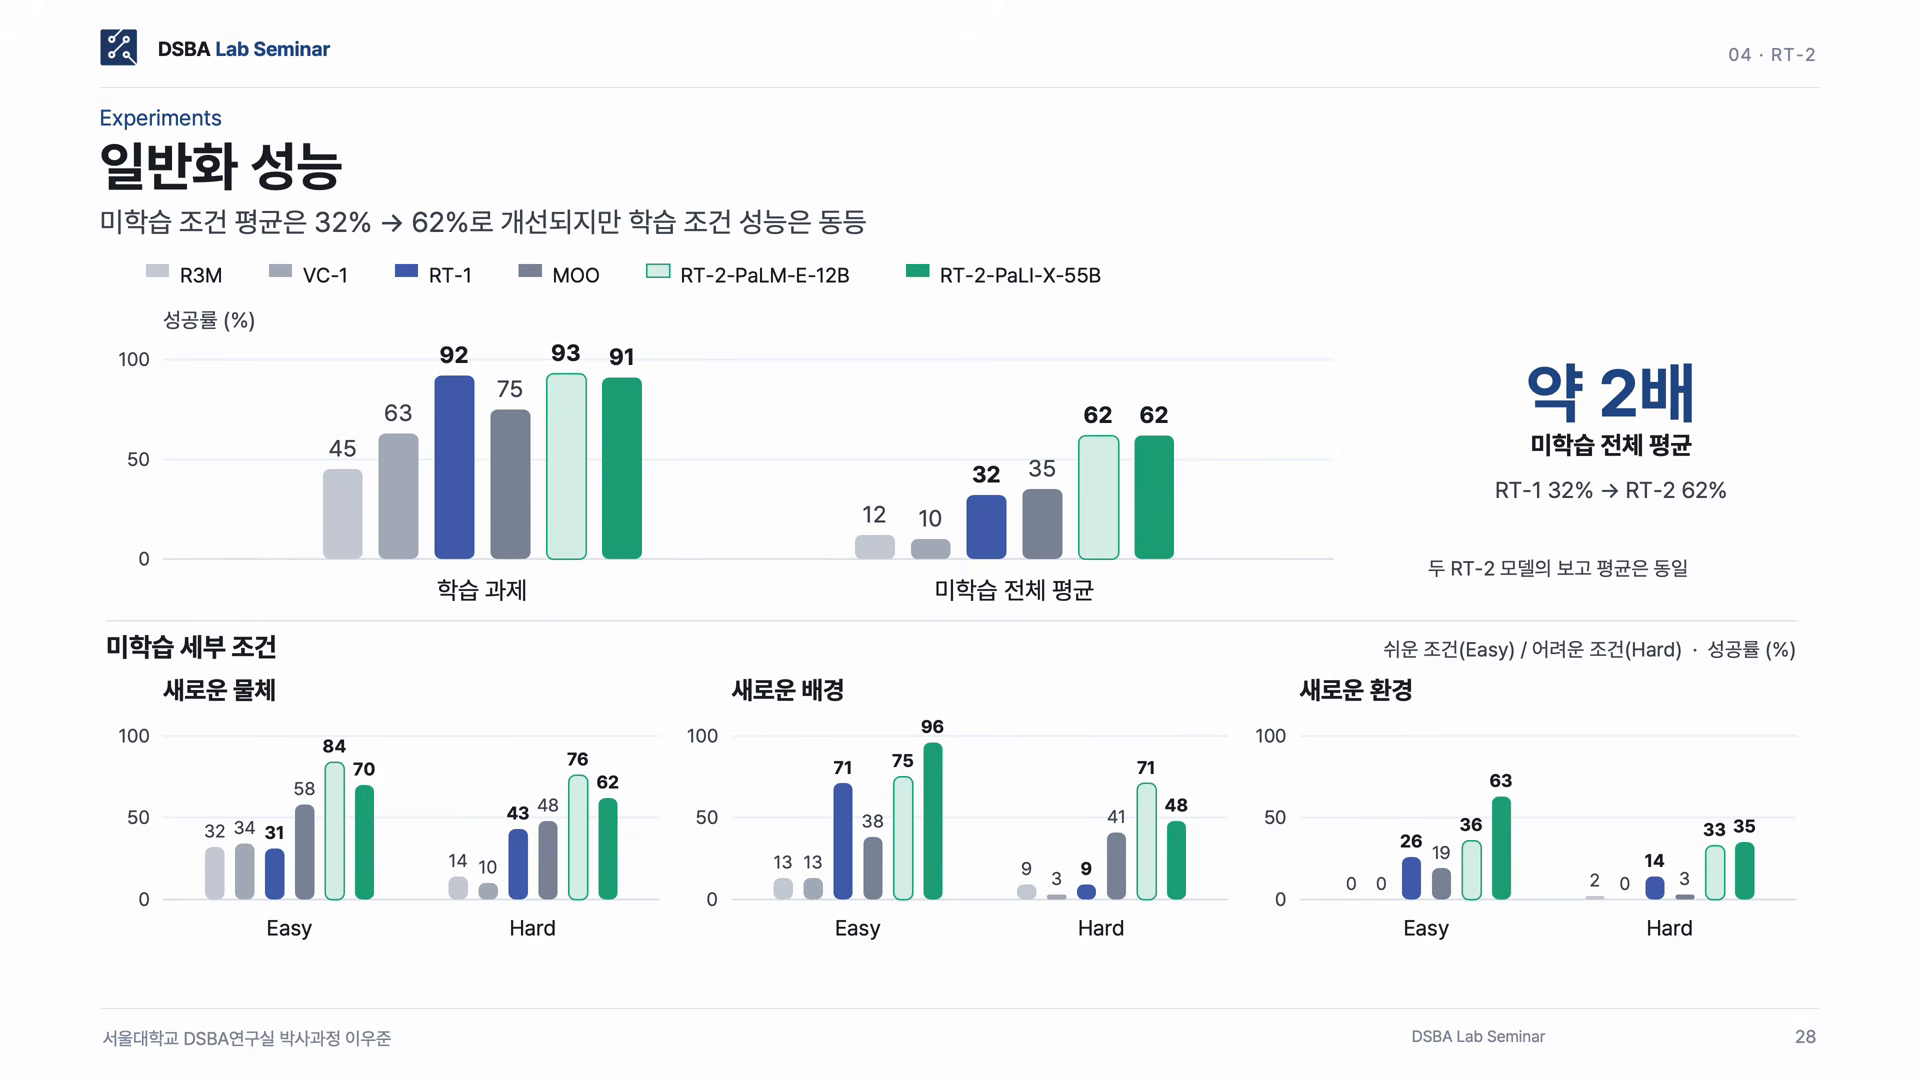 DSBA Lab Seminar
04 · RT-2
Experiments
일반화 성능
미학습 조건 평균은 32% → 62%로 개선되지만 학습 조건 성능은 동등
R3M VC-1 RT-1 MOO RT-2-PaLM-E-12B RT-2-PaLI-X-55B
성공률 (%)
100
50
0
45 63 92 75 93 91
학습 과제
12 10 32 35 62 62
미학습 전체 평균
약 2배
미학습 전체 평균
RT-1 32% → RT-2 62%
두 RT-2 모델의 보고 평균은 동일
미학습 세부 조건
쉬운 조건(Easy) / 어려운 조건(Hard) · 성공률 (%)
새로운 물체
100
50
0
32 34 31 58 84 70
Easy
14 10 43 48 76 62
Hard
새로운 배경
100
50
0
13 13 71 38 75 96
Easy
9 3 9 41 71 48
Hard
새로운 환경
100
50
0
0 0 26 19 36 63
Easy
2 0 14 3 33 35
Hard
서울대학교 DSBA연구실 박사과정 이우준
DSBA Lab Seminar
28